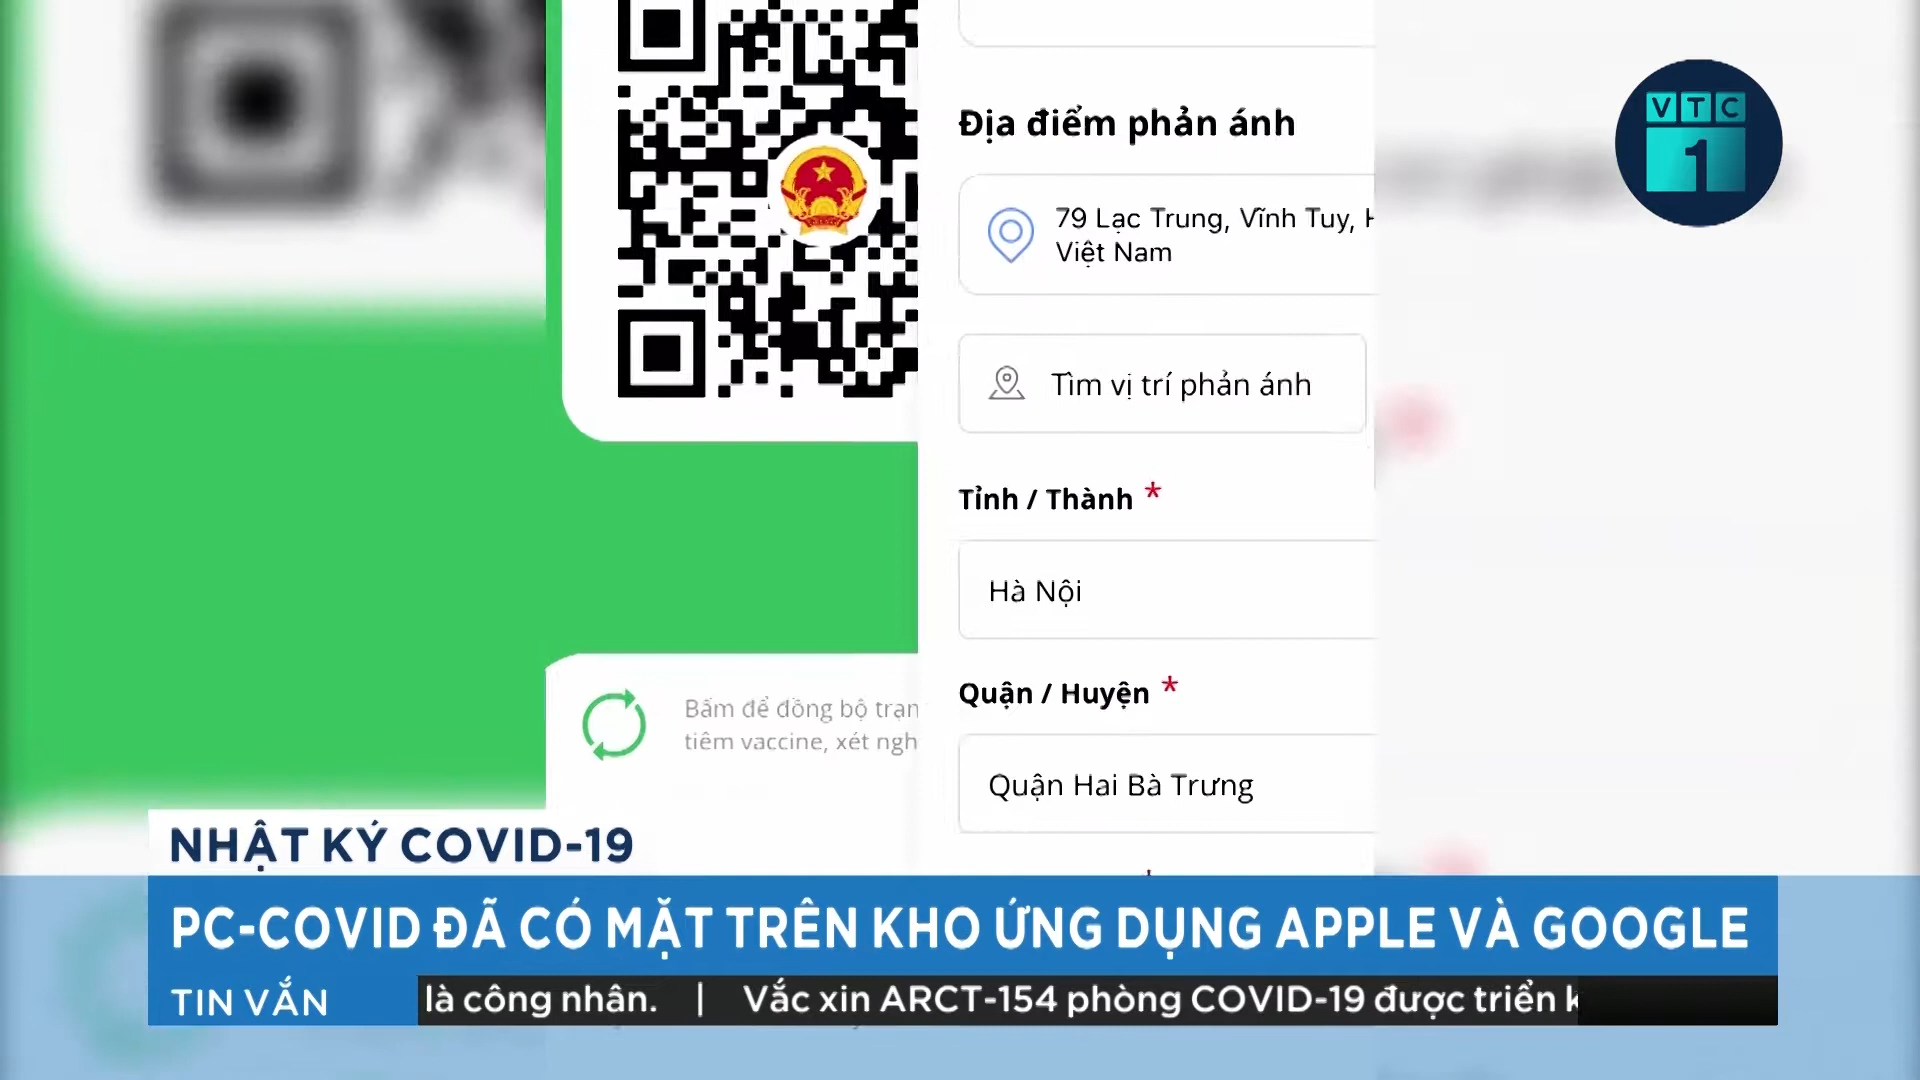 VTC
1
Địa điểm phản ánh
79 Lạc Trung, Vĩnh Tuy, H
Việt Nam
Tìm vị trí phản ánh
Tỉnh / Thành *
Hà Nội
Quận / Huyện *
Quận Hai Bà Trưng
Bấm để đồng bộ trạn
tiêm vaccine, xét ngh
NHẬT KÝ COVID-19
PC-COVID ĐÃ CÓ MẶT TRÊN KHO ỨNG DỤNG APPLE VÀ GOOGLE
TIN VẮN
là công nhân. | Vắc xin ARCT-154 phòng COVID-19 được triển k